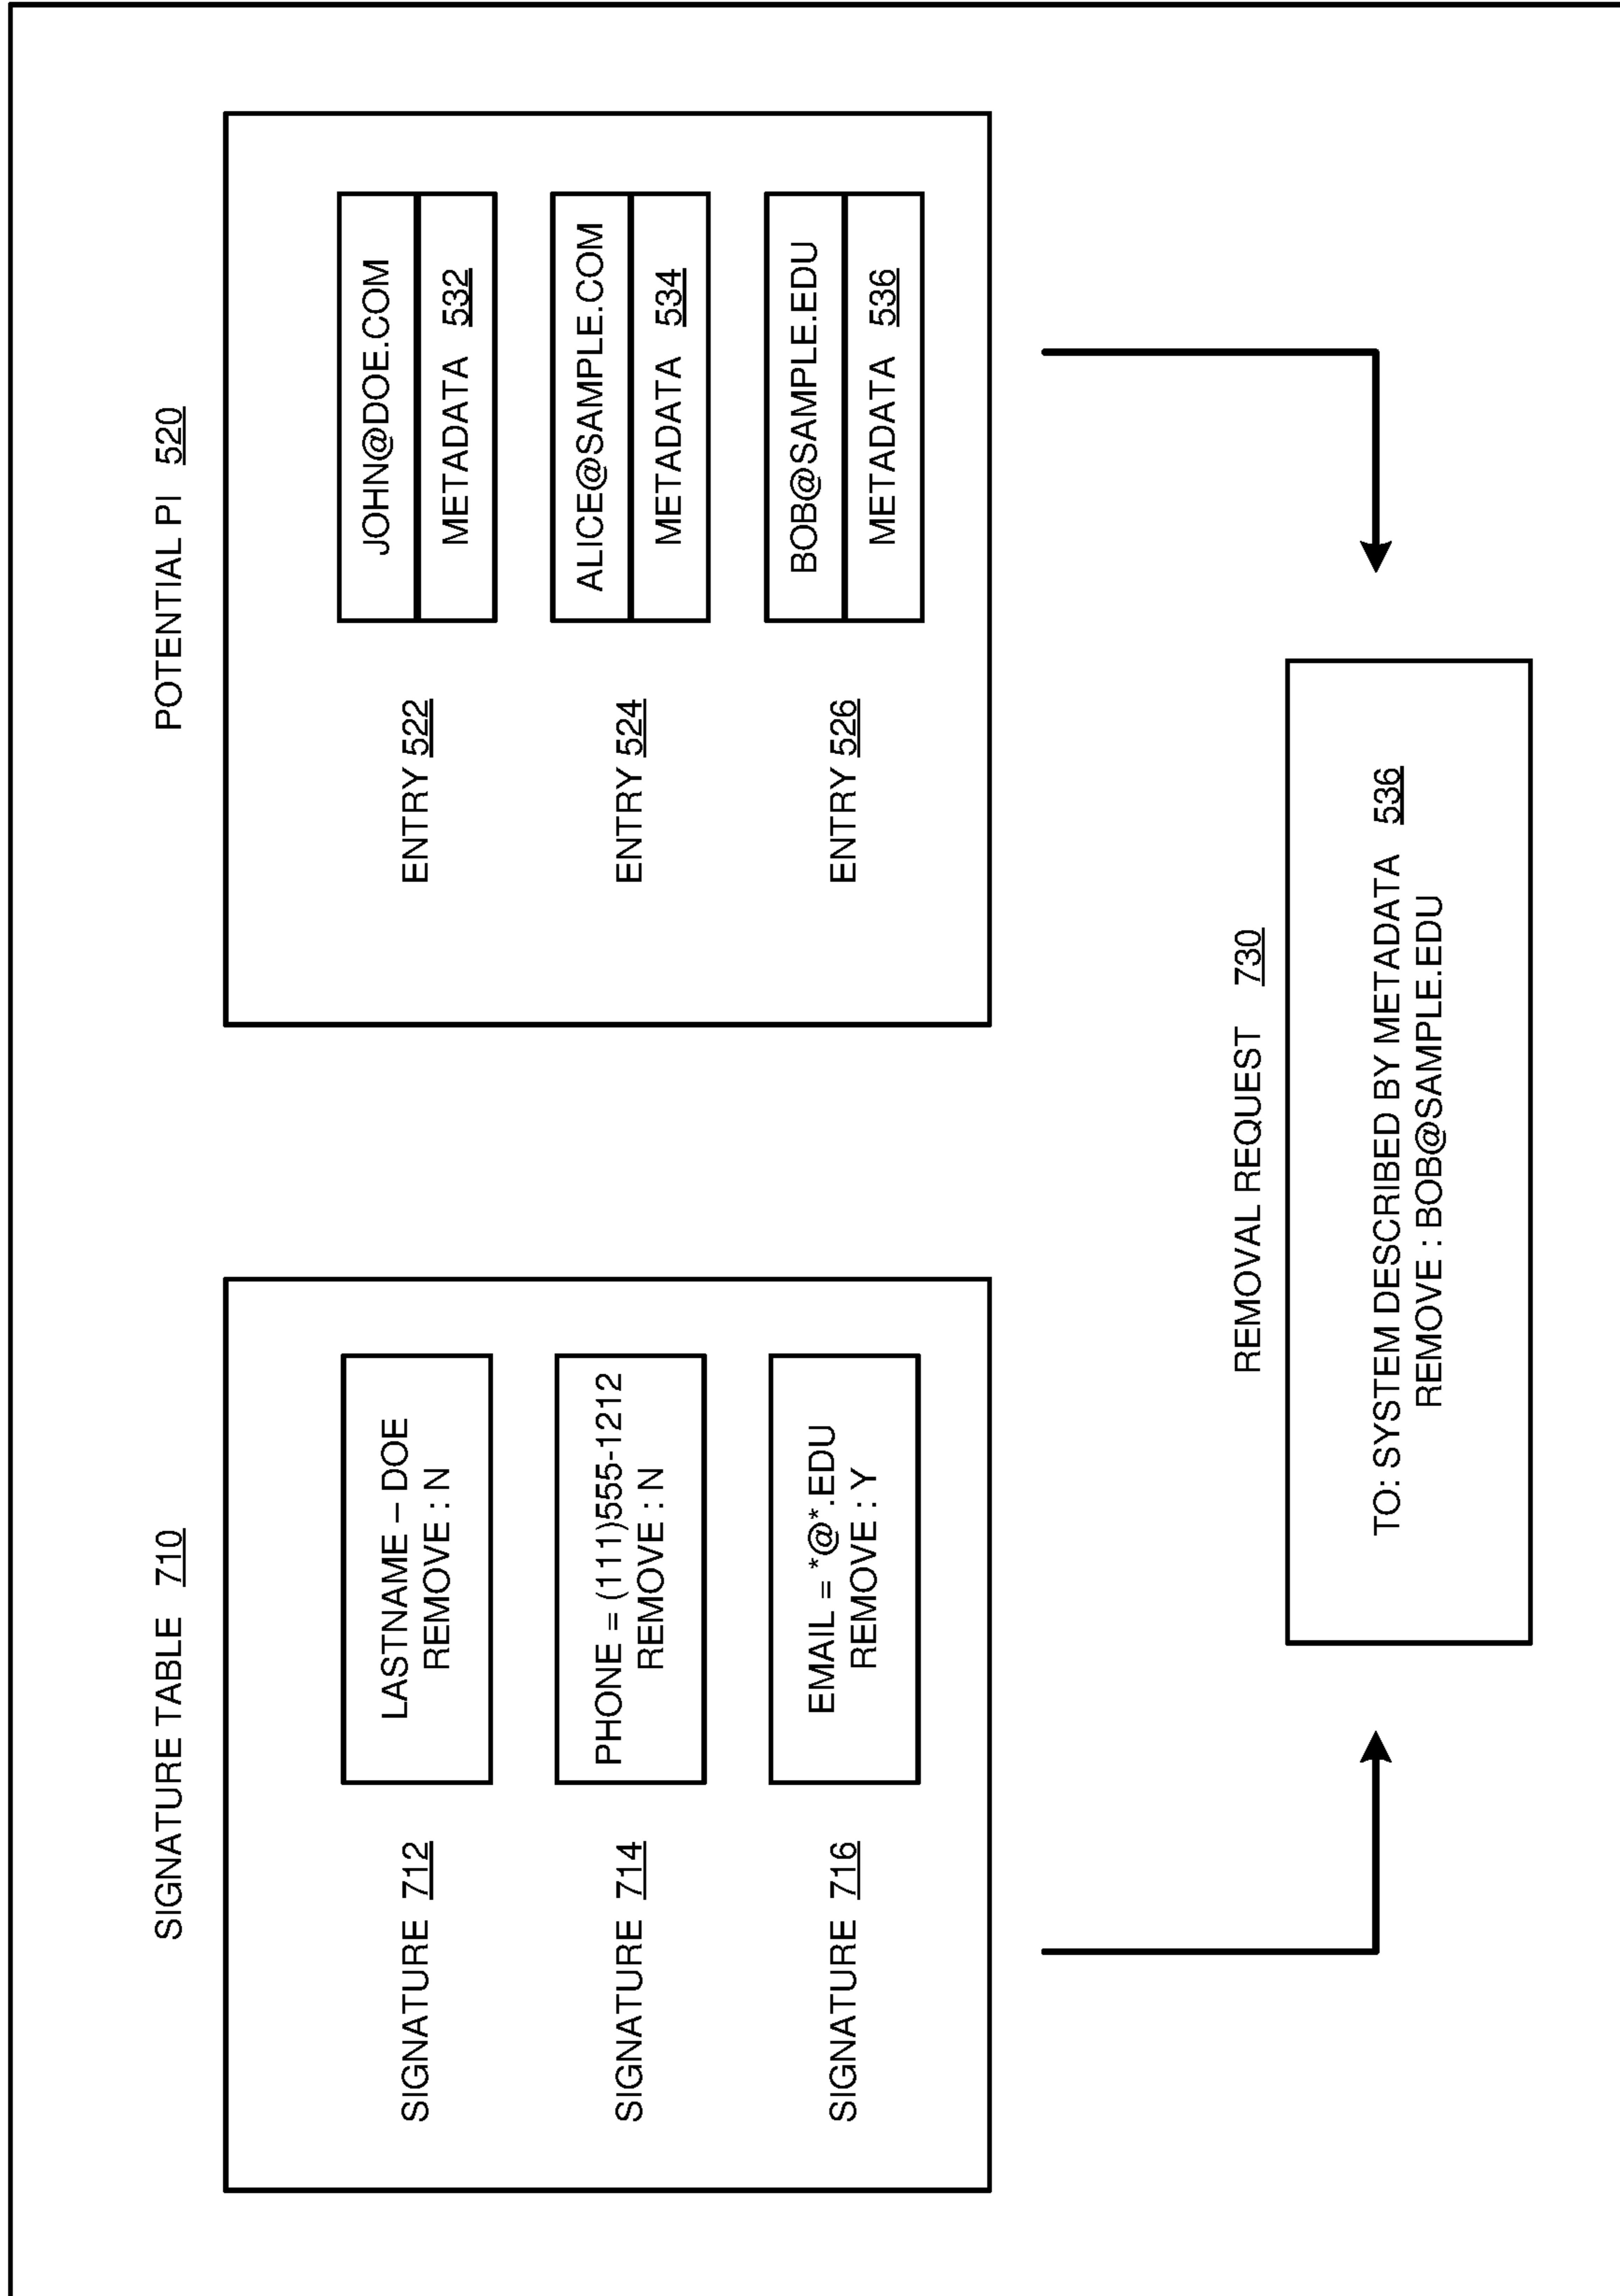 SIGNATURE TABLE 710
SIGNATURE 712
LASTNAME – DOE
REMOVE : N
SIGNATURE 714
PHONE = (111)555-1212
REMOVE : N
SIGNATURE 716
EMAIL = *@*.EDU
REMOVE : Y
POTENTIAL PI 520
ENTRY 522
JOHN@DOE.COM
METADATA 532
ENTRY 524
ALICE@SAMPLE.COM
METADATA 534
ENTRY 526
BOB@SAMPLE.EDU
METADATA 536
REMOVAL REQUEST 730
TO: SYSTEM DESCRIBED BY METADATA 536
REMOVE : BOB@SAMPLE.EDU